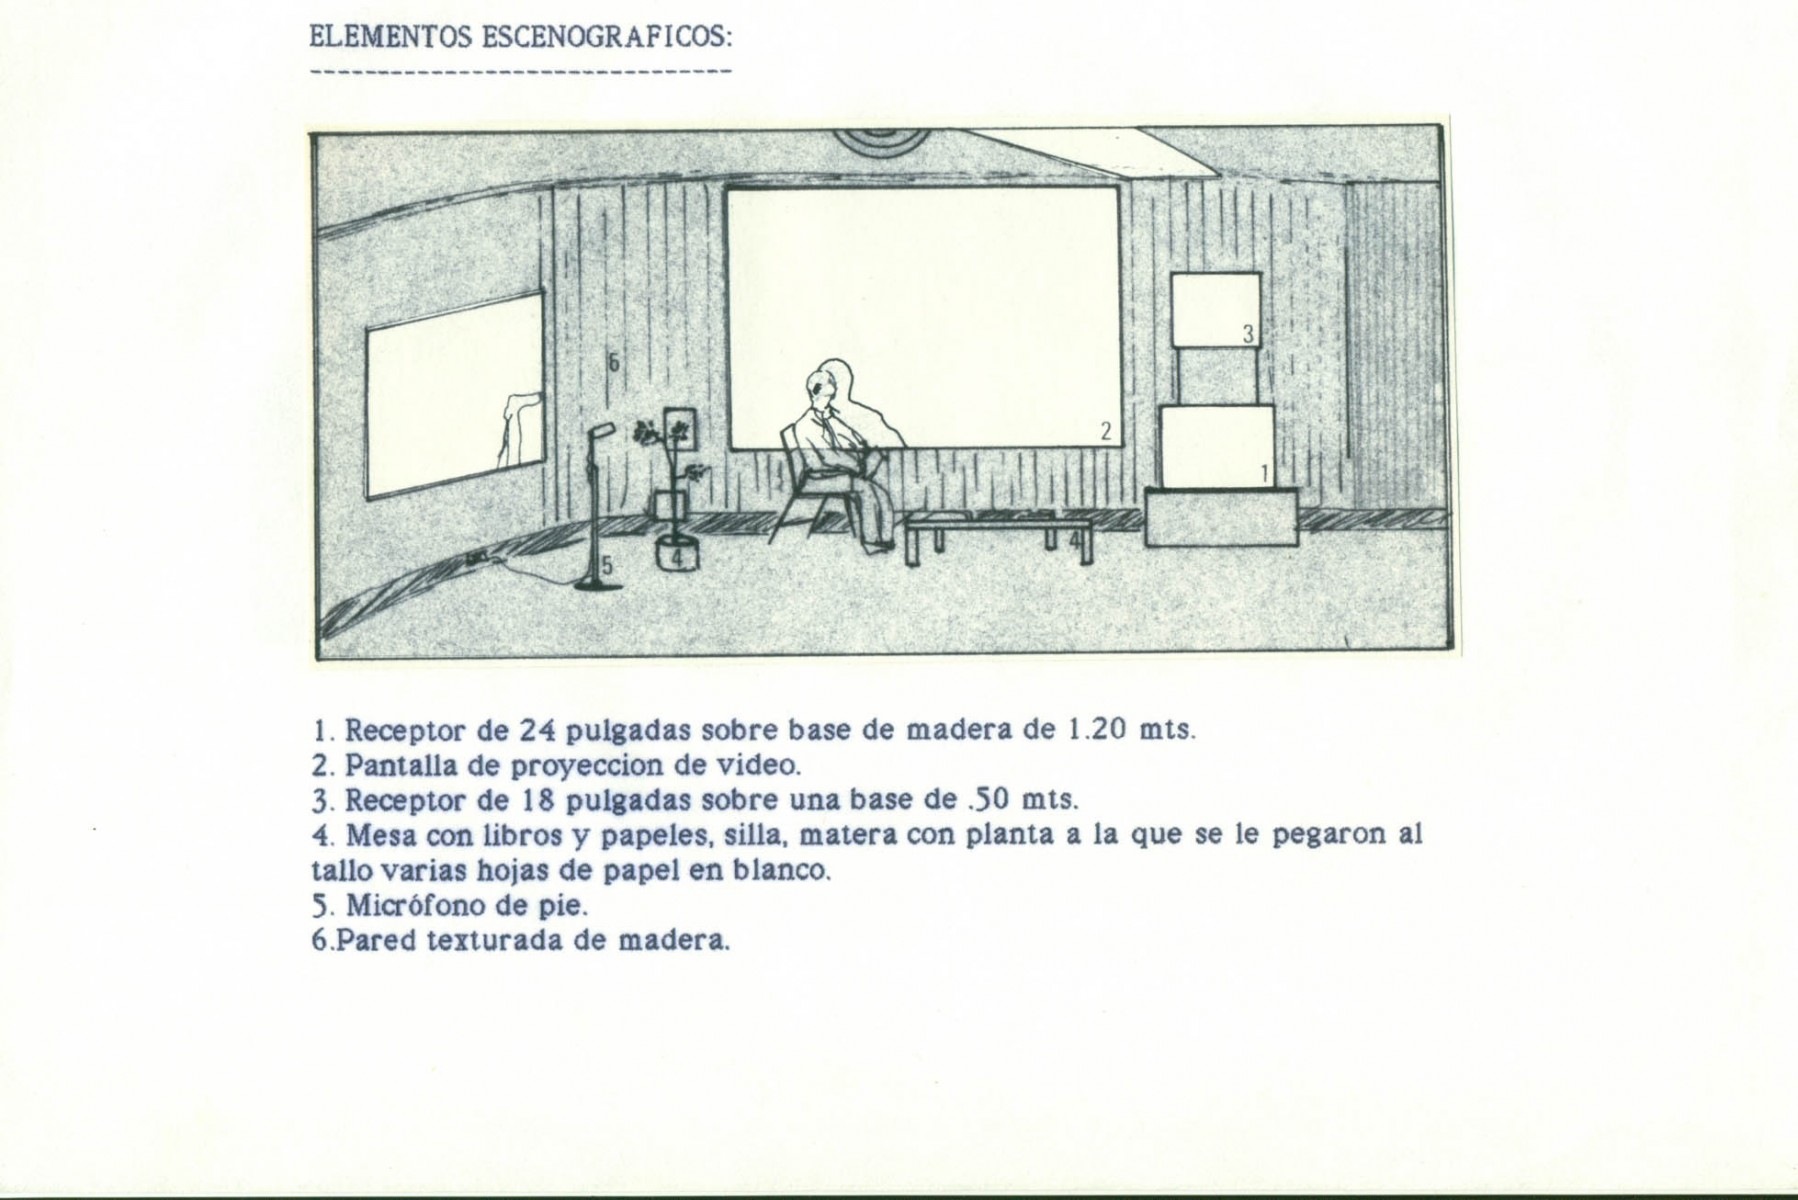 ELEMENTOS ESCENOGRAFICOS:
6
3
2
1
4
5
4
1. Receptor de 24 pulgadas sobre base de madera de 1.20 mts.
2. Pantalla de proyeccion de video.
3. Receptor de 18 pulgadas sobre una base de .50 mts.
4. Mesa con libros y papeles, silla, matera con planta a la que se le pegaron al
tallo varias hojas de papel en blanco.
5. Micrófono de pie.
6.Pared texturada de madera.